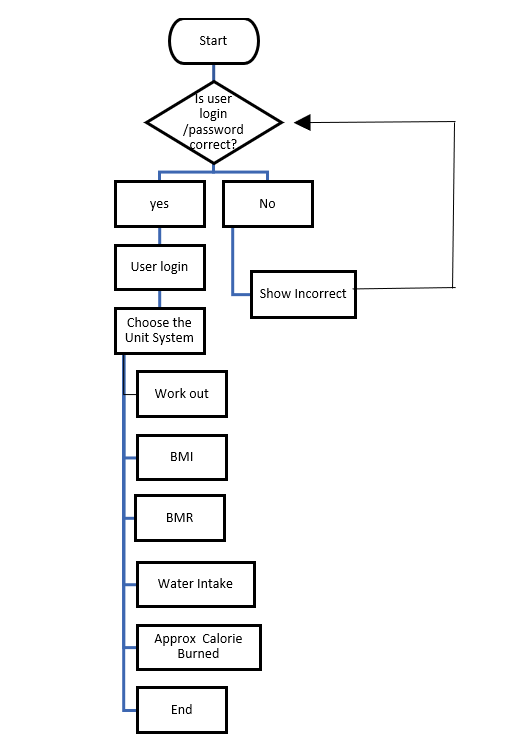 Start
Is user
login
/password
correct?
yes
No
User login
Show Incorrect
Choose the
Unit System
Work out
BMI
BMR
Water Intake
Approx Calorie
Burned
End